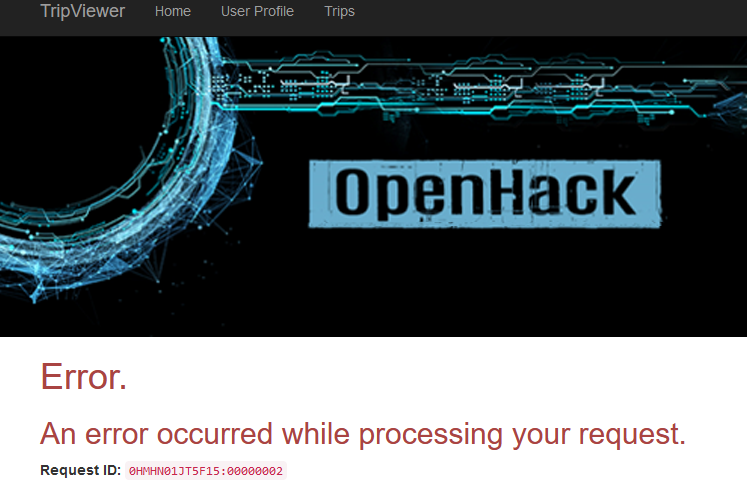 TripViewer Home User Profile Trips
OpenHack
Error.
An error occurred while processing your request.
Request ID: 0HMHN01JT5F15:00000002